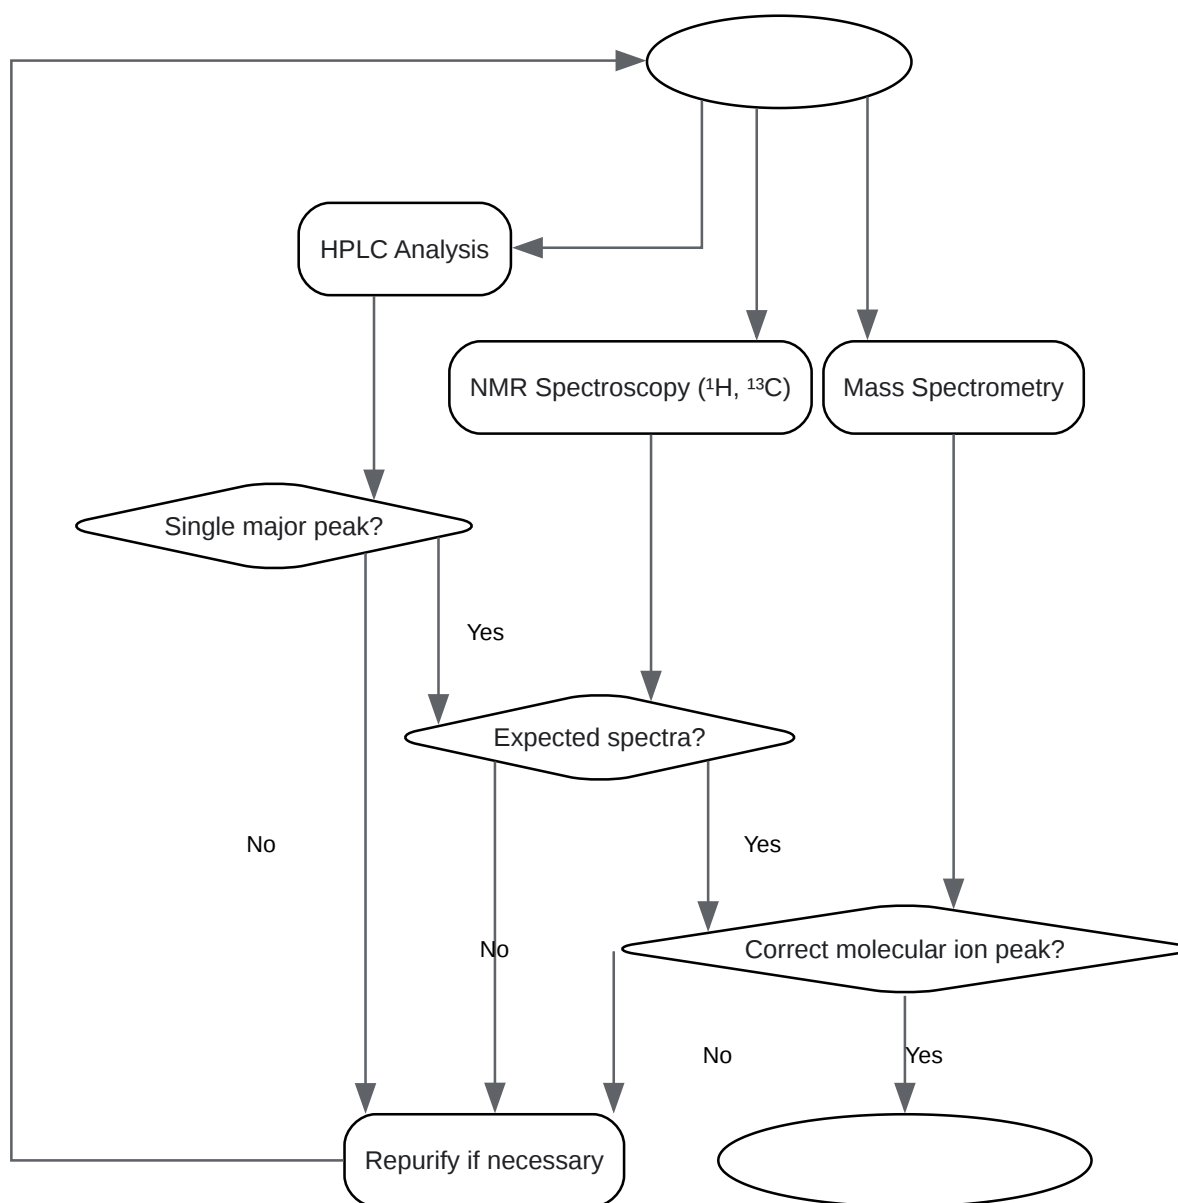 HPLC Analysis
NMR Spectroscopy (¹H, ¹³C)
Mass Spectrometry
Single major peak?
Yes
Expected spectra?
No
Yes
No
Correct molecular ion peak?
No
Yes
Repurify if necessary